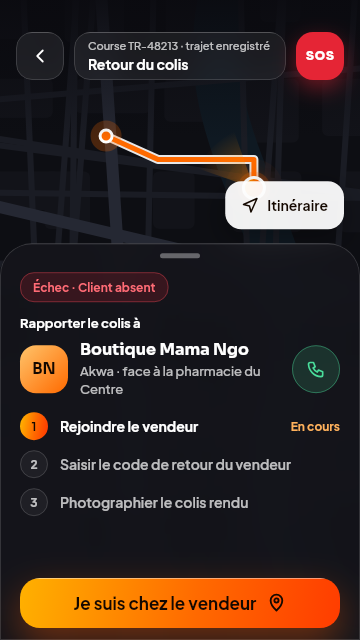 Course TR-48213 · trajet enregistré
Retour du colis
SOS
Itinéraire
Échec · Client absent
Rapporter le colis à
BN
Boutique Mama Ngo
Akwa · face à la pharmacie du
Centre
1 Rejoindre le vendeur En cours
2 Saisir le code de retour du vendeur
3 Photographier le colis rendu
Je suis chez le vendeur